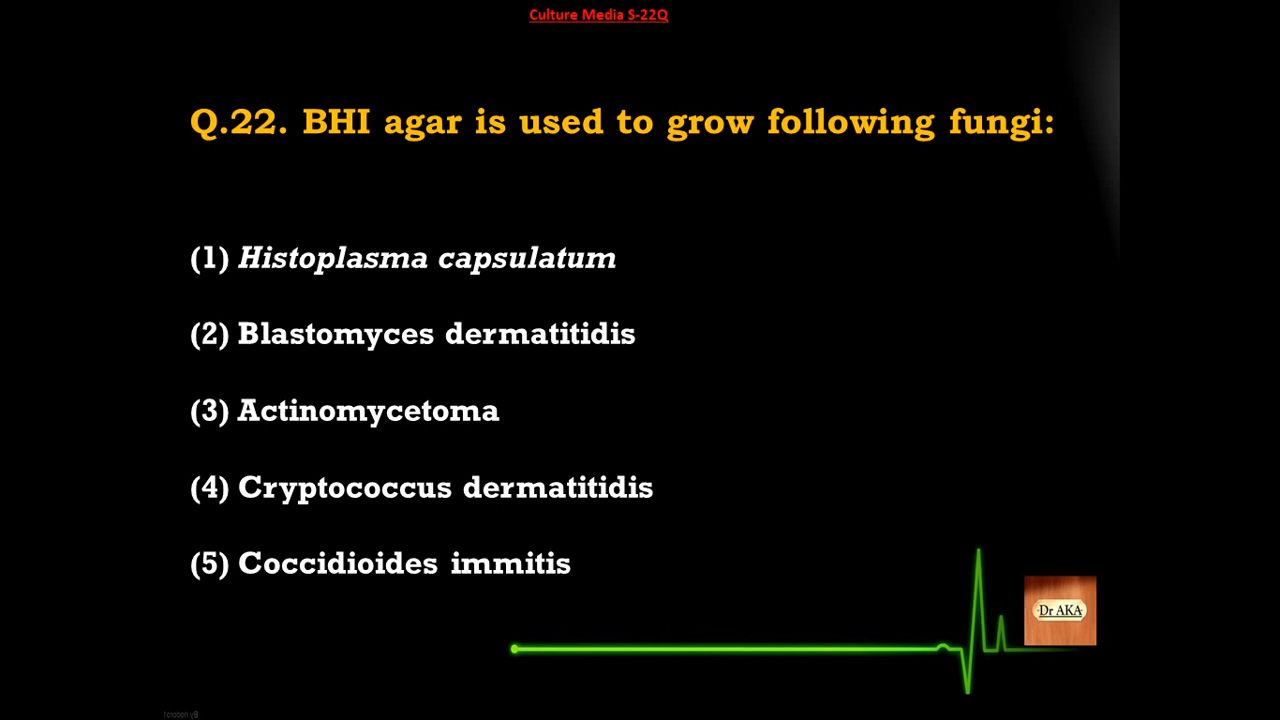 Culture Media S-22Q
Q.22. BHI agar is used to grow following fungi:
(1) Histoplasma capsulatum
(2) Blastomyces dermatitidis
(3) Actinomycetoma
(4) Cryptococcus dermatitidis
(5) Coccidioides immitis
Dr AKA